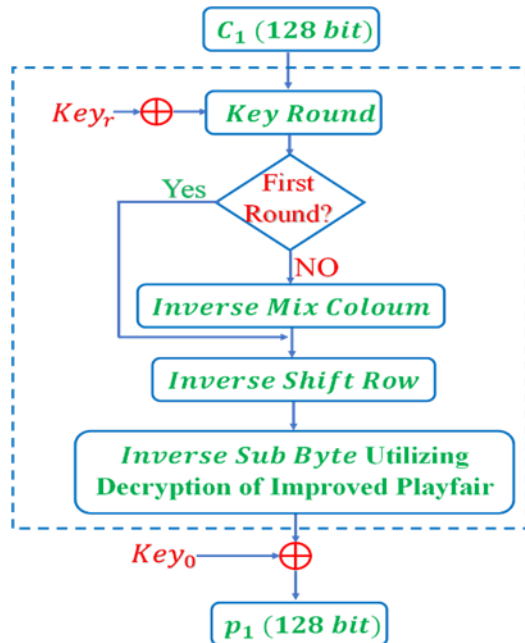 C₁ (128 bit)
Keyᵣ
Key Round
Yes
First
Round?
NO
Inverse Mix Coloum
Inverse Shift Row
Inverse Sub Byte Utilizing
Decryption of Improved Playfair
Key₀
p₁ (128 bit)